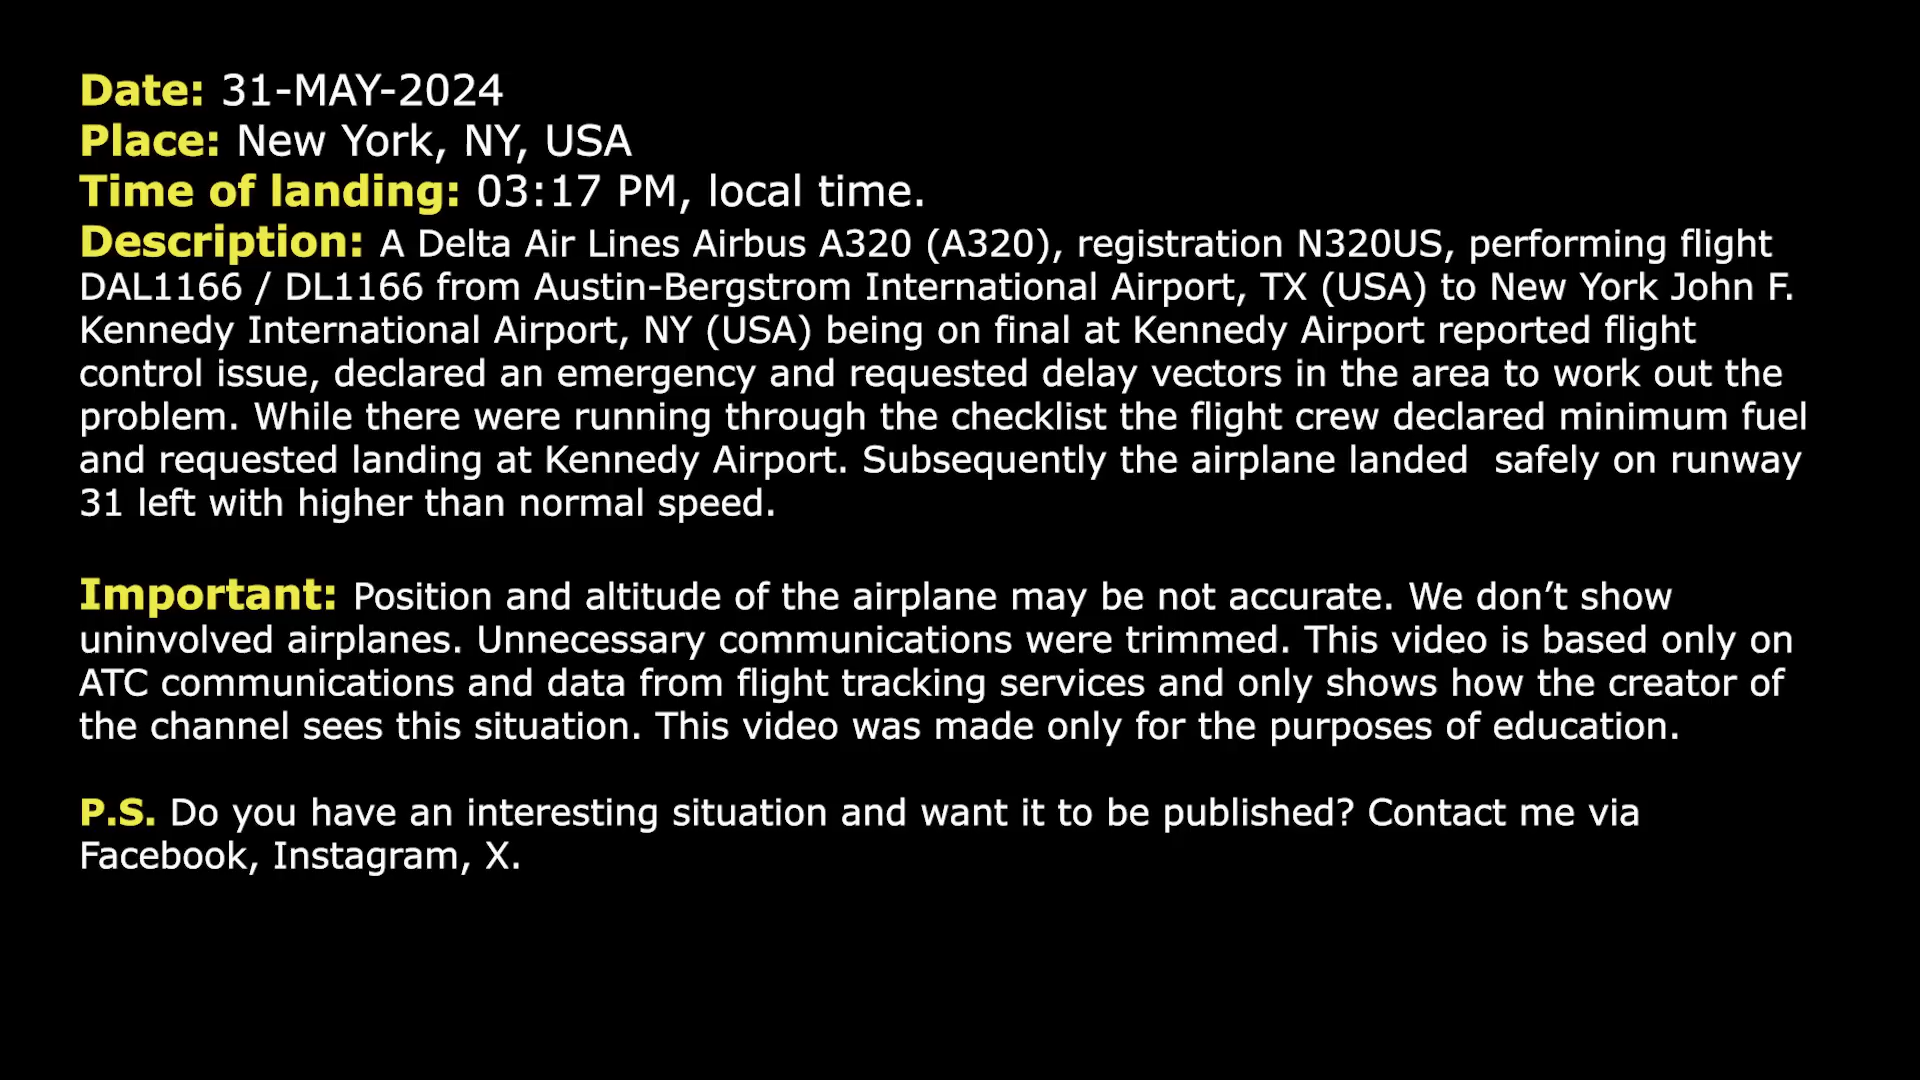 Date: 31-MAY-2024
Place: New York, NY, USA
Time of landing: 03:17 PM, local time.
Description: A Delta Air Lines Airbus A320 (A320), registration N320US, performing flight
DAL1166 / DL1166 from Austin-Bergstrom International Airport, TX (USA) to New York John F.
Kennedy International Airport, NY (USA) being on final at Kennedy Airport reported flight
control issue, declared an emergency and requested delay vectors in the area to work out the
problem. While there were running through the checklist the flight crew declared minimum fuel
and requested landing at Kennedy Airport. Subsequently the airplane landed  safely on runway
31 left with higher than normal speed.
Important: Position and altitude of the airplane may be not accurate. We don’t show
uninvolved airplanes. Unnecessary communications were trimmed. This video is based only on
ATC communications and data from flight tracking services and only shows how the creator of
the channel sees this situation. This video was made only for the purposes of education.
P.S. Do you have an interesting situation and want it to be published? Contact me via
Facebook, Instagram, X.